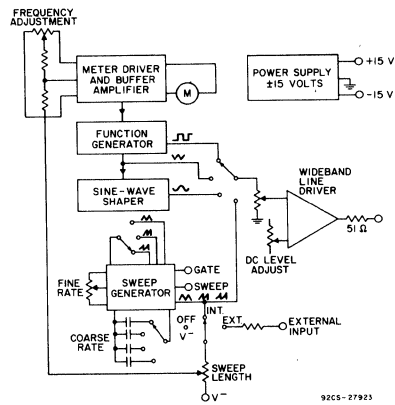 FREQUENCY
ADJUSTMENT
METER DRIVER
AND BUFFER
AMPLIFIER
M
POWER SUPPLY
±15 VOLTS
+15 V
-15 V
FUNCTION
GENERATOR
SINE-WAVE
SHAPER
WIDEBAND
LINE
DRIVER
51 Ω
DC LEVEL
ADJUST
FINE
RATE
SWEEP
GENERATOR
GATE
SWEEP
INT.
OFF
V-
EXT
EXTERNAL
INPUT
COARSE
RATE
SWEEP
LENGTH
V-
92CS-27923